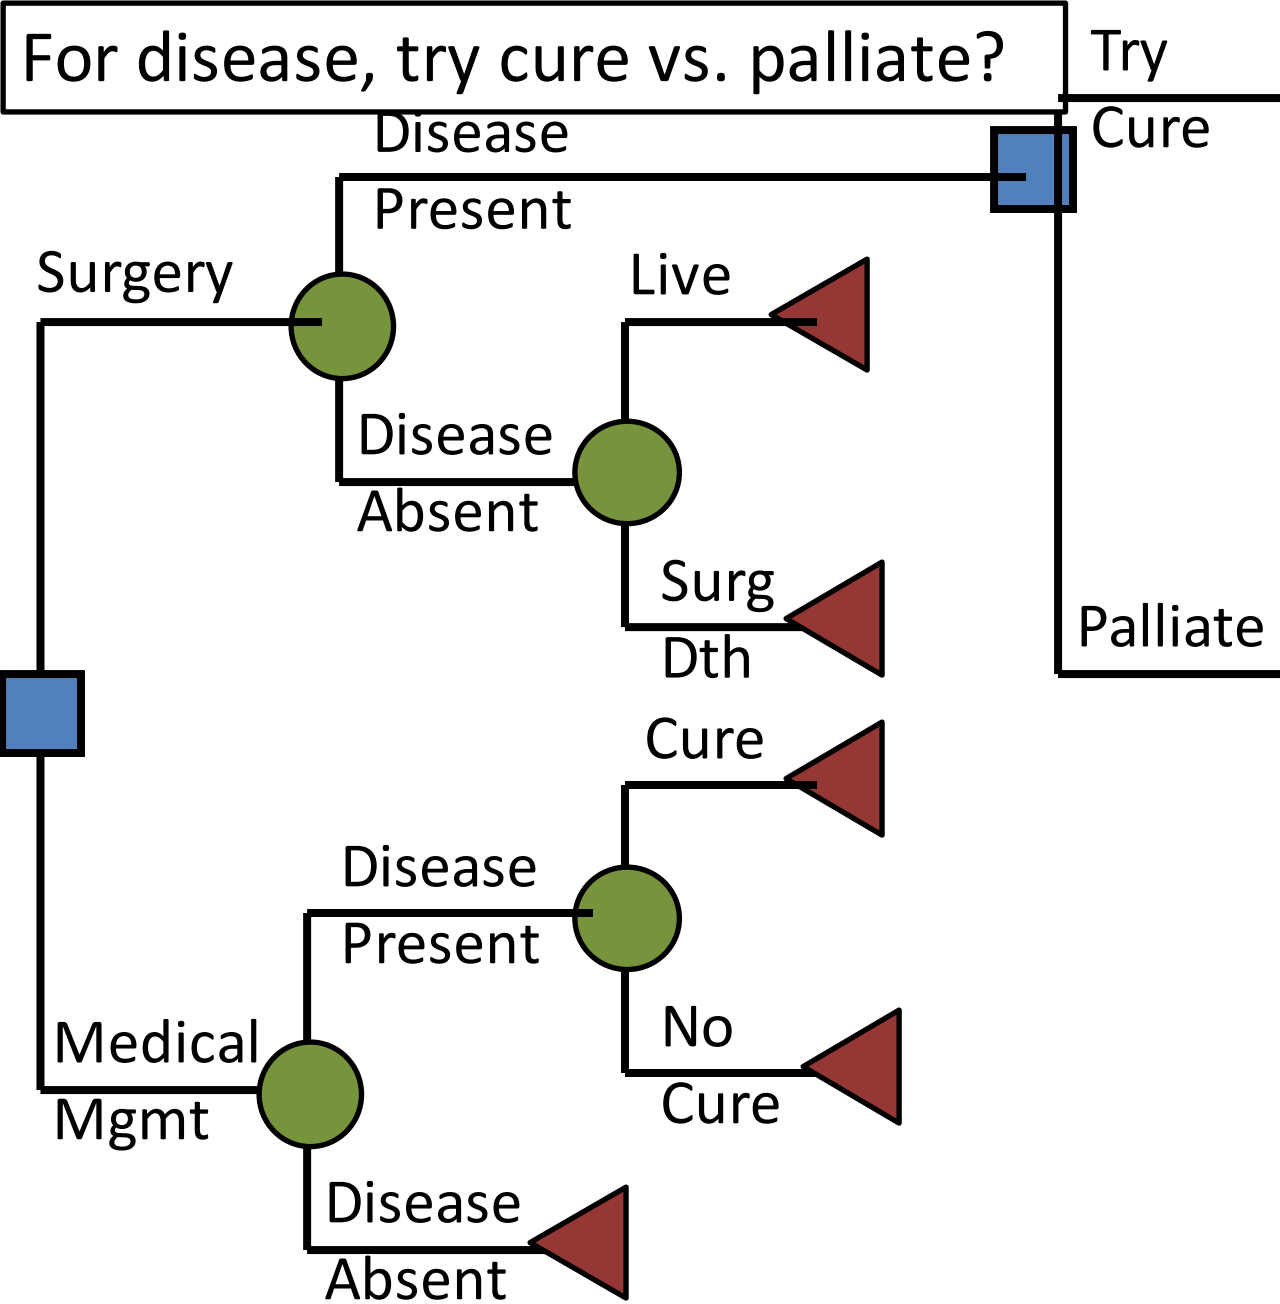 For disease, try cure vs. palliate?
Try
Cure
Disease
Present
Surgery
Live
Disease
Absent
Surg
Dth
Palliate
Cure
Disease
Present
No
Cure
Medical
Mgmt
Disease
Absent